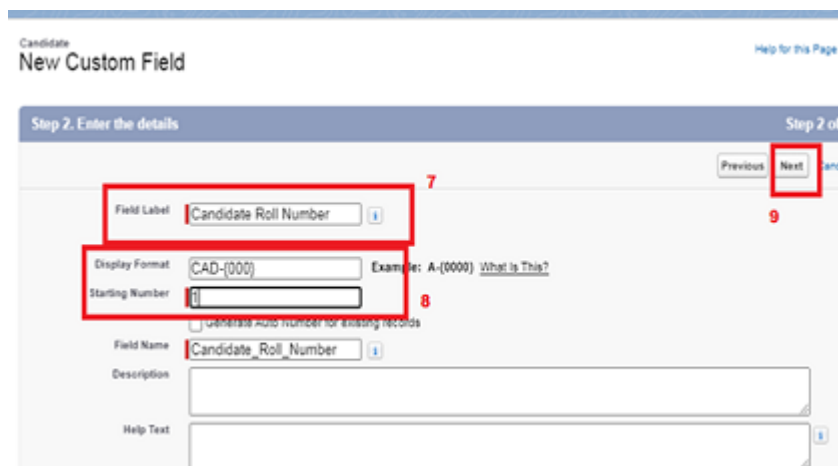 Candidate
New Custom Field
Help for this Page
Step 2. Enter the details
Step 2 of
Previous Next Canc
7
9
Field Label Candidate Roll Number i
Display Format CAD-{000} Example: A-{0000} What Is This?
Starting Number 1
8
Generate Auto Number for existing records
Field Name Candidate_Roll_Number i
Description
Help Text i